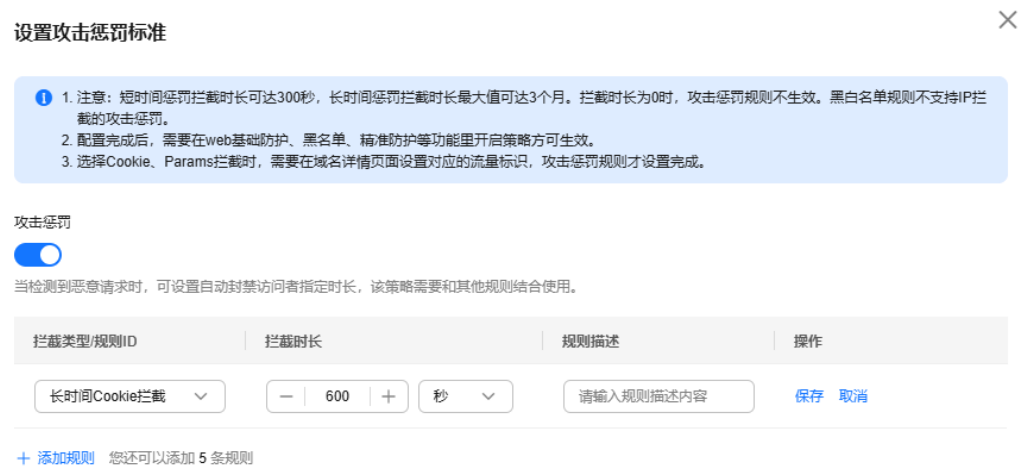 设置攻击惩罚标准
1. 注意：短时间惩罚拦截时长可达300秒，长时间惩罚拦截时长最大值可达3个月。拦截时长为0时，攻击惩罚规则不生效。黑白名单规则不支持IP拦
截的攻击惩罚。
2. 配置完成后，需要在web基础防护、黑名单、精准防护等功能里开启策略方可生效。
3. 选择Cookie、Params拦截时，需要在域名详情页面设置对应的流量标识，攻击惩罚规则才设置完成。
攻击惩罚
当检测到恶意请求时，可设置自动封禁访问者指定时长，该策略需要和其他规则结合使用。
拦截类型/规则ID 拦截时长 规则描述 操作
长时间Cookie拦截 600 秒 请输入规则描述内容 保存 取消
添加规则 您还可以添加 5 条规则